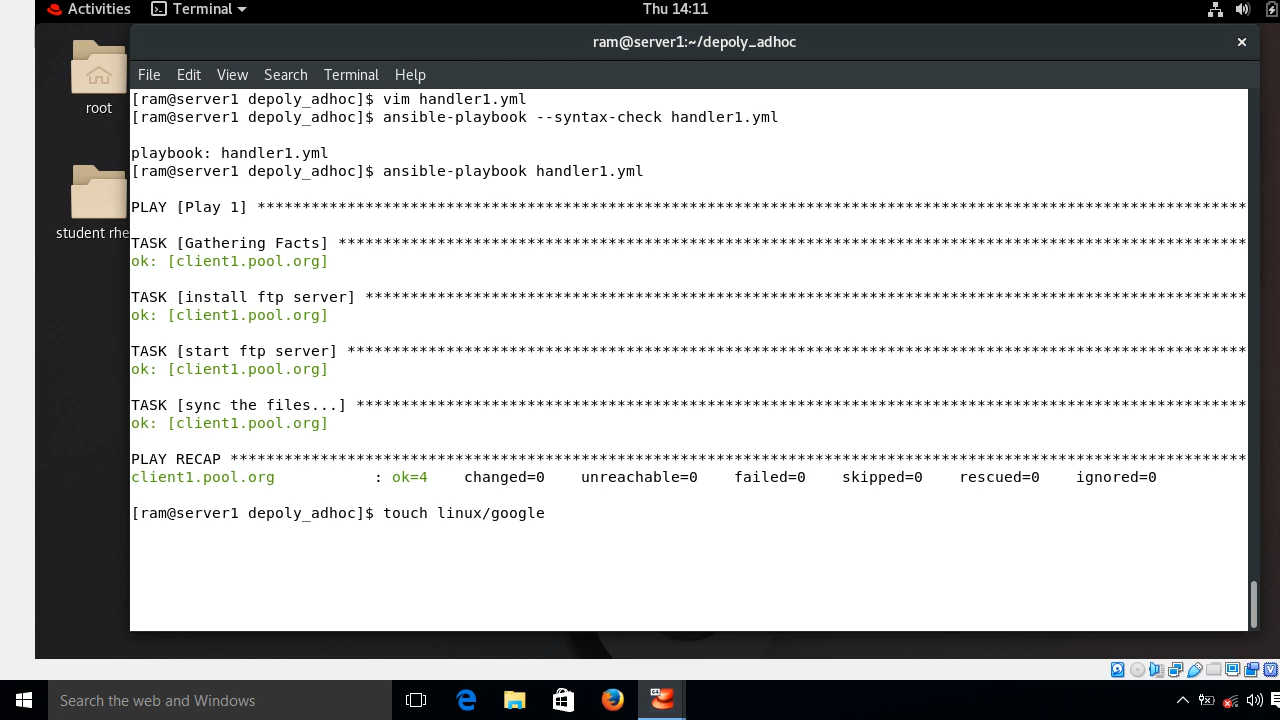 Activities Terminal Thu 14:11
ram@server1:~/depoly_adhoc
File Edit View Search Terminal Help
root
student rhe
[ram@server1 depoly_adhoc]$ vim handler1.yml
[ram@server1 depoly_adhoc]$ ansible-playbook --syntax-check handler1.yml
playbook: handler1.yml
[ram@server1 depoly_adhoc]$ ansible-playbook handler1.yml
PLAY [Play 1] **************************************************************************************************************
TASK [Gathering Facts] *****************************************************************************************************
ok: [client1.pool.org]
TASK [install ftp server] **************************************************************************************************
ok: [client1.pool.org]
TASK [start ftp server] ****************************************************************************************************
ok: [client1.pool.org]
TASK [sync the files...] ***************************************************************************************************
ok: [client1.pool.org]
PLAY RECAP *****************************************************************************************************************
client1.pool.org : ok=4 changed=0 unreachable=0 failed=0 skipped=0 rescued=0 ignored=0
[ram@server1 depoly_adhoc]$ touch linux/google
Search the web and Windows